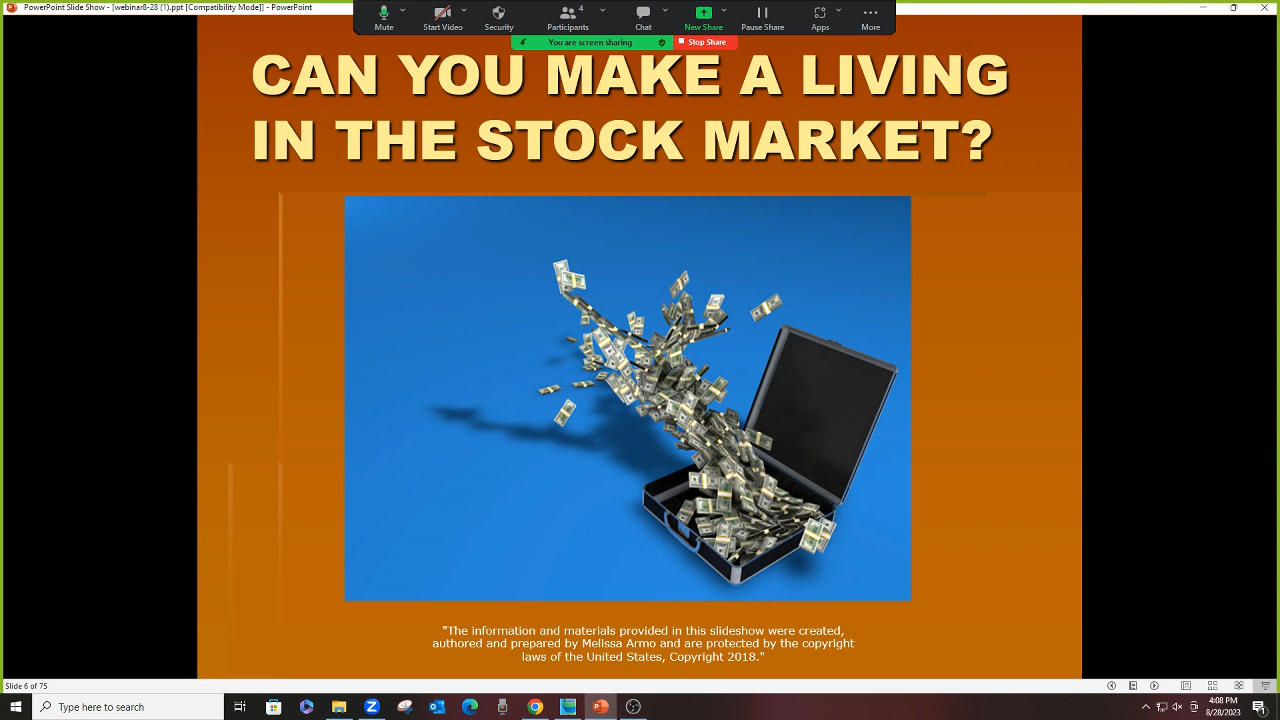 PowerPoint Slide Show - [webinar8-28 (1).ppt [Compatibility Mode]] - PowerPoint
Mute
Start Video
Security
4
Participants
Chat
New Share
Pause Share
Apps
More
You are screen sharing
Stop Share
CAN YOU MAKE A LIVING
IN THE STOCK MARKET?
"The information and materials provided in this slideshow were created,
authored and prepared by Melissa Armo and are protected by the copyright
laws of the United States, Copyright 2018."
Slide 6 of 75
Type here to search
4:08 PM
8/28/2023